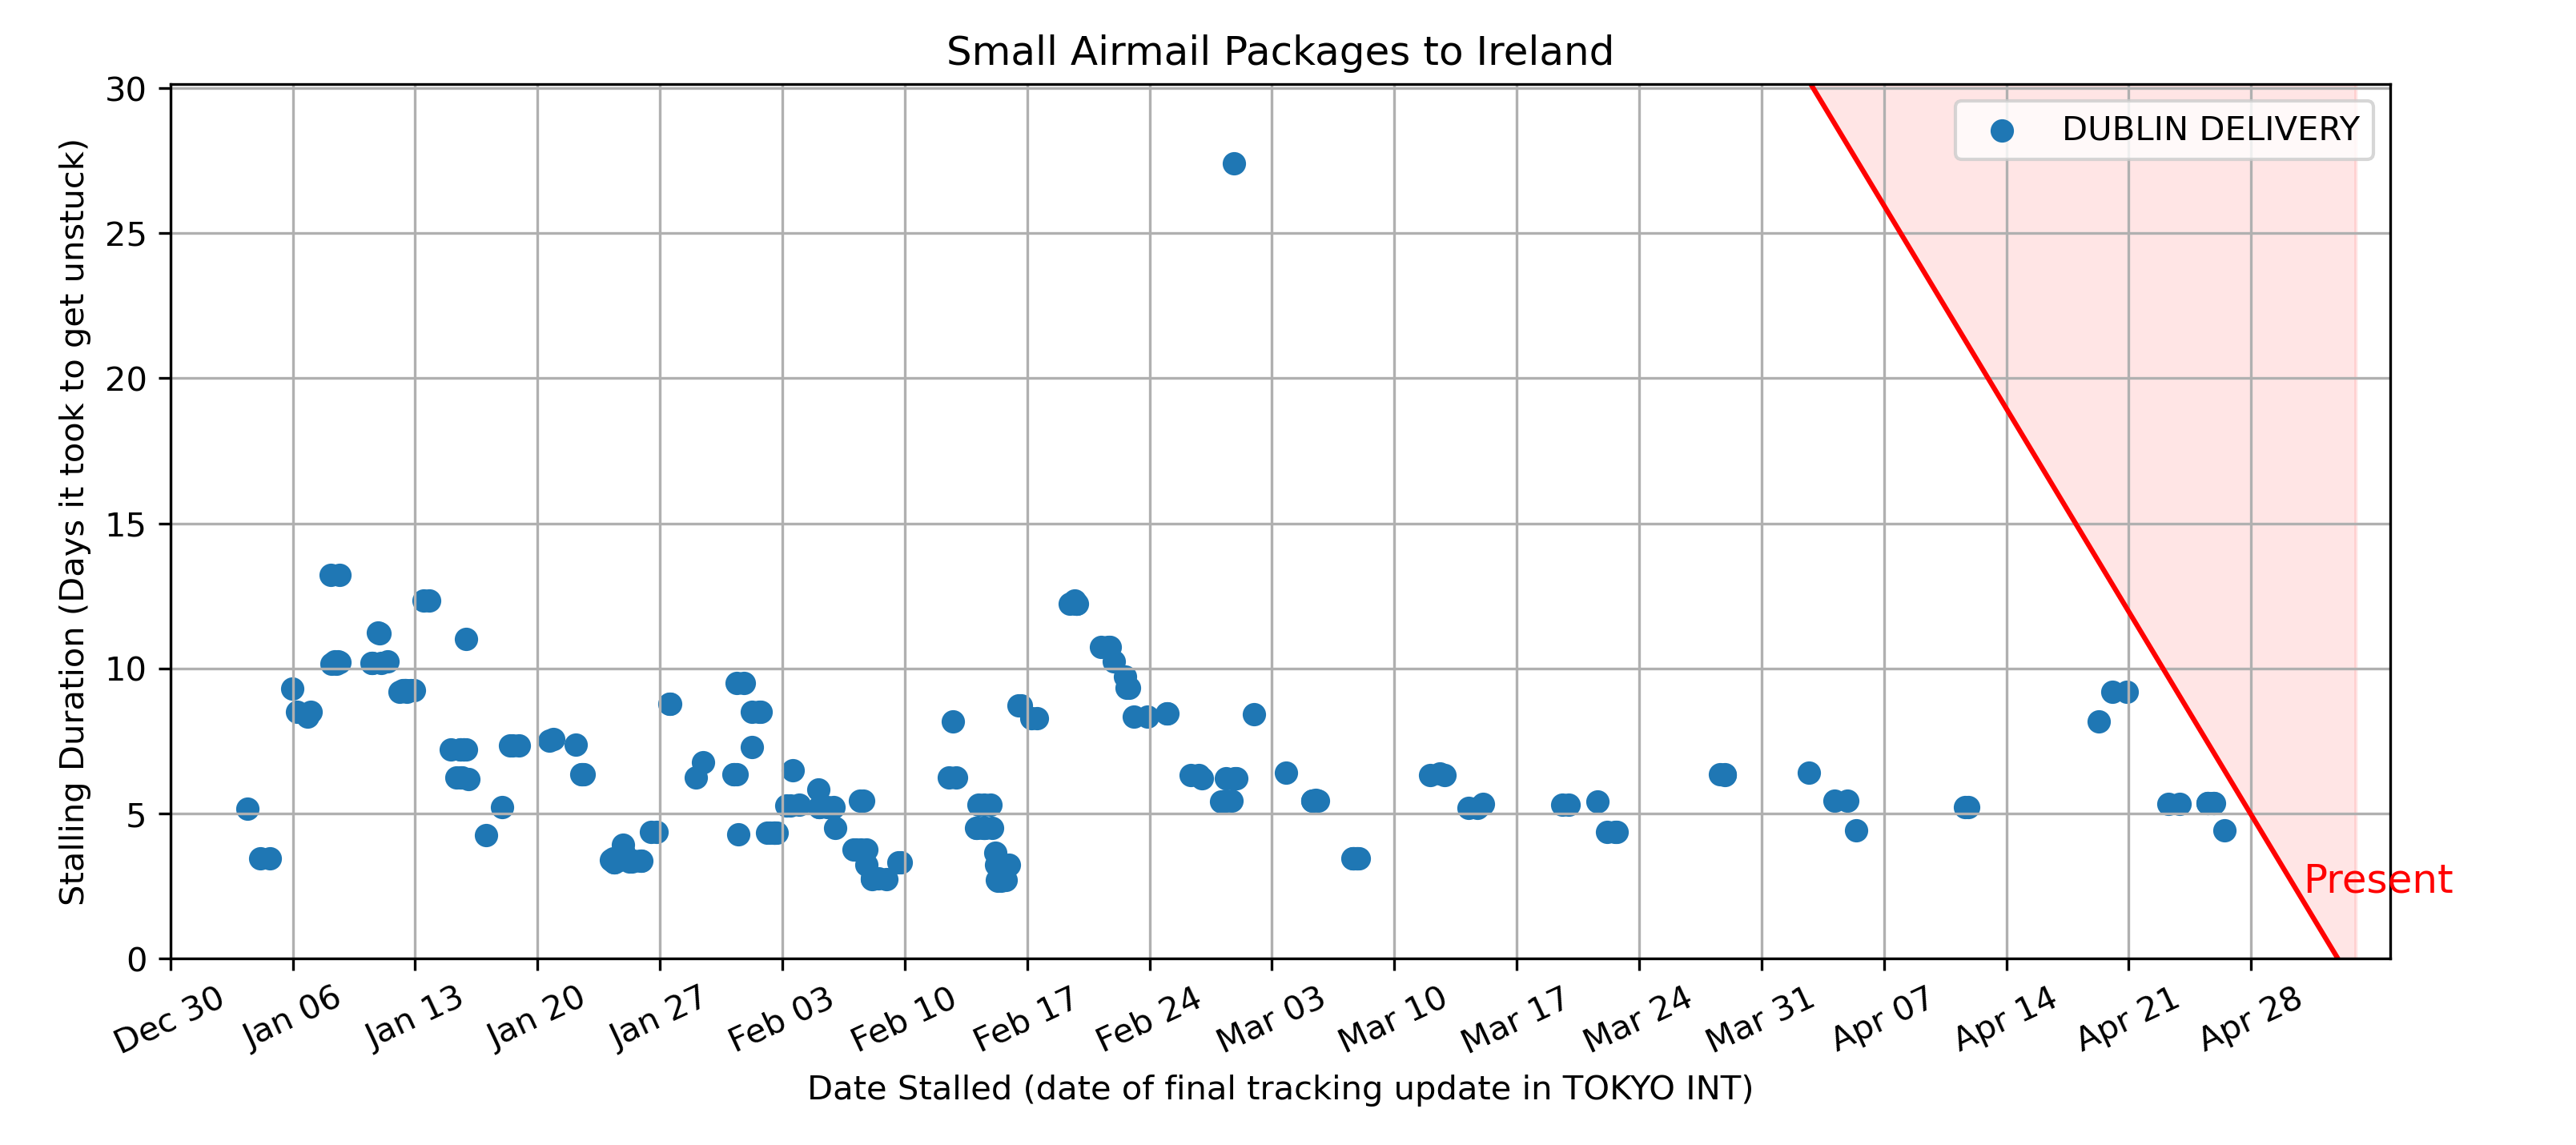 Small Airmail Packages to Ireland
DUBLIN DELIVERY
Stalling Duration (Days it took to get unstuck)
30
25
20
15
10
5
0
Present
Dec 30
Jan 06
Jan 13
Jan 20
Jan 27
Feb 03
Feb 10
Feb 17
Feb 24
Mar 03
Mar 10
Mar 17
Mar 24
Mar 31
Apr 07
Apr 14
Apr 21
Apr 28
Date Stalled (date of final tracking update in TOKYO INT)